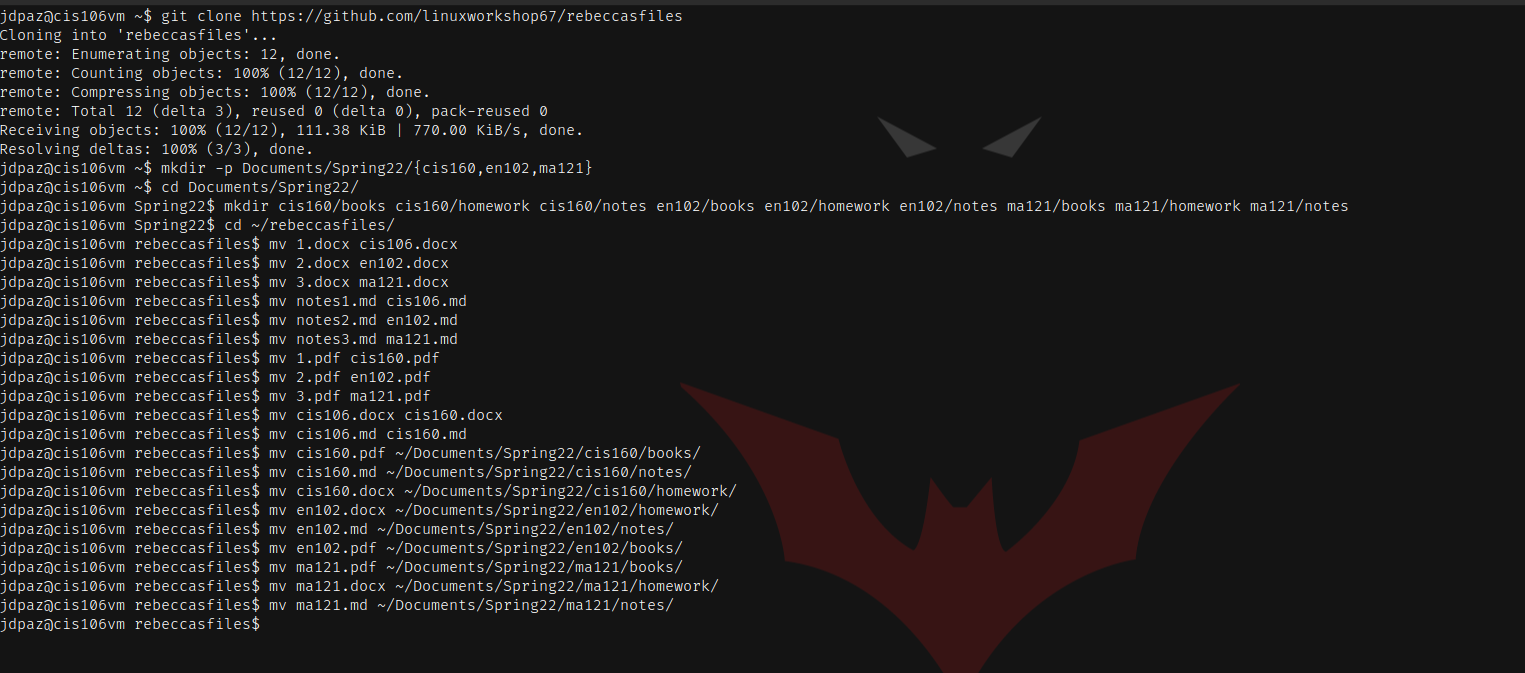 jdpaz@cis106vm ~$ git clone https://github.com/linuxworkshop67/rebeccasfiles
Cloning into 'rebeccasfiles'...
remote: Enumerating objects: 12, done.
remote: Counting objects: 100% (12/12), done.
remote: Compressing objects: 100% (12/12), done.
remote: Total 12 (delta 3), reused 0 (delta 0), pack-reused 0
Receiving objects: 100% (12/12), 111.38 KiB | 770.00 KiB/s, done.
Resolving deltas: 100% (3/3), done.
jdpaz@cis106vm ~$ mkdir -p Documents/Spring22/{cis160,en102,ma121}
jdpaz@cis106vm ~$ cd Documents/Spring22/
jdpaz@cis106vm Spring22$ mkdir cis160/books cis160/homework cis160/notes en102/books en102/homework en102/notes ma121/books ma121/homework ma121/notes
jdpaz@cis106vm Spring22$ cd ~/rebeccasfiles/
jdpaz@cis106vm rebeccasfiles$ mv 1.docx cis106.docx
jdpaz@cis106vm rebeccasfiles$ mv 2.docx en102.docx
jdpaz@cis106vm rebeccasfiles$ mv 3.docx ma121.docx
jdpaz@cis106vm rebeccasfiles$ mv notes1.md cis106.md
jdpaz@cis106vm rebeccasfiles$ mv notes2.md en102.md
jdpaz@cis106vm rebeccasfiles$ mv notes3.md ma121.md
jdpaz@cis106vm rebeccasfiles$ mv 1.pdf cis160.pdf
jdpaz@cis106vm rebeccasfiles$ mv 2.pdf en102.pdf
jdpaz@cis106vm rebeccasfiles$ mv 3.pdf ma121.pdf
jdpaz@cis106vm rebeccasfiles$ mv cis106.docx cis160.docx
jdpaz@cis106vm rebeccasfiles$ mv cis106.md cis160.md
jdpaz@cis106vm rebeccasfiles$ mv cis160.pdf ~/Documents/Spring22/cis160/books/
jdpaz@cis106vm rebeccasfiles$ mv cis160.md ~/Documents/Spring22/cis160/notes/
jdpaz@cis106vm rebeccasfiles$ mv cis160.docx ~/Documents/Spring22/cis160/homework/
jdpaz@cis106vm rebeccasfiles$ mv en102.docx ~/Documents/Spring22/en102/homework/
jdpaz@cis106vm rebeccasfiles$ mv en102.md ~/Documents/Spring22/en102/notes/
jdpaz@cis106vm rebeccasfiles$ mv en102.pdf ~/Documents/Spring22/en102/books/
jdpaz@cis106vm rebeccasfiles$ mv ma121.pdf ~/Documents/Spring22/ma121/books/
jdpaz@cis106vm rebeccasfiles$ mv ma121.docx ~/Documents/Spring22/ma121/homework/
jdpaz@cis106vm rebeccasfiles$ mv ma121.md ~/Documents/Spring22/ma121/notes/
jdpaz@cis106vm rebeccasfiles$